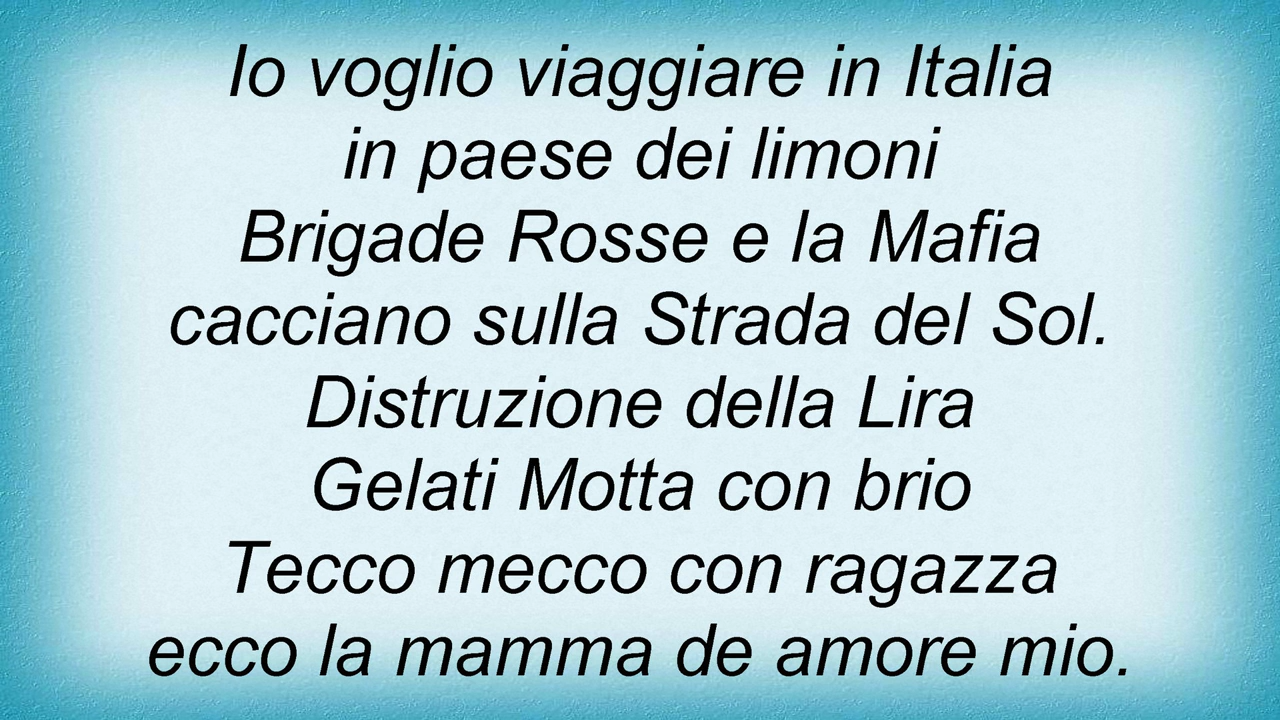 Io voglio viaggiare in Italia
in paese dei limoni
Brigade Rosse e la Mafia
cacciano sulla Strada del Sol.
Distruzione della Lira
Gelati Motta con brio
Tecco mecco con ragazza
ecco la mamma de amore mio.